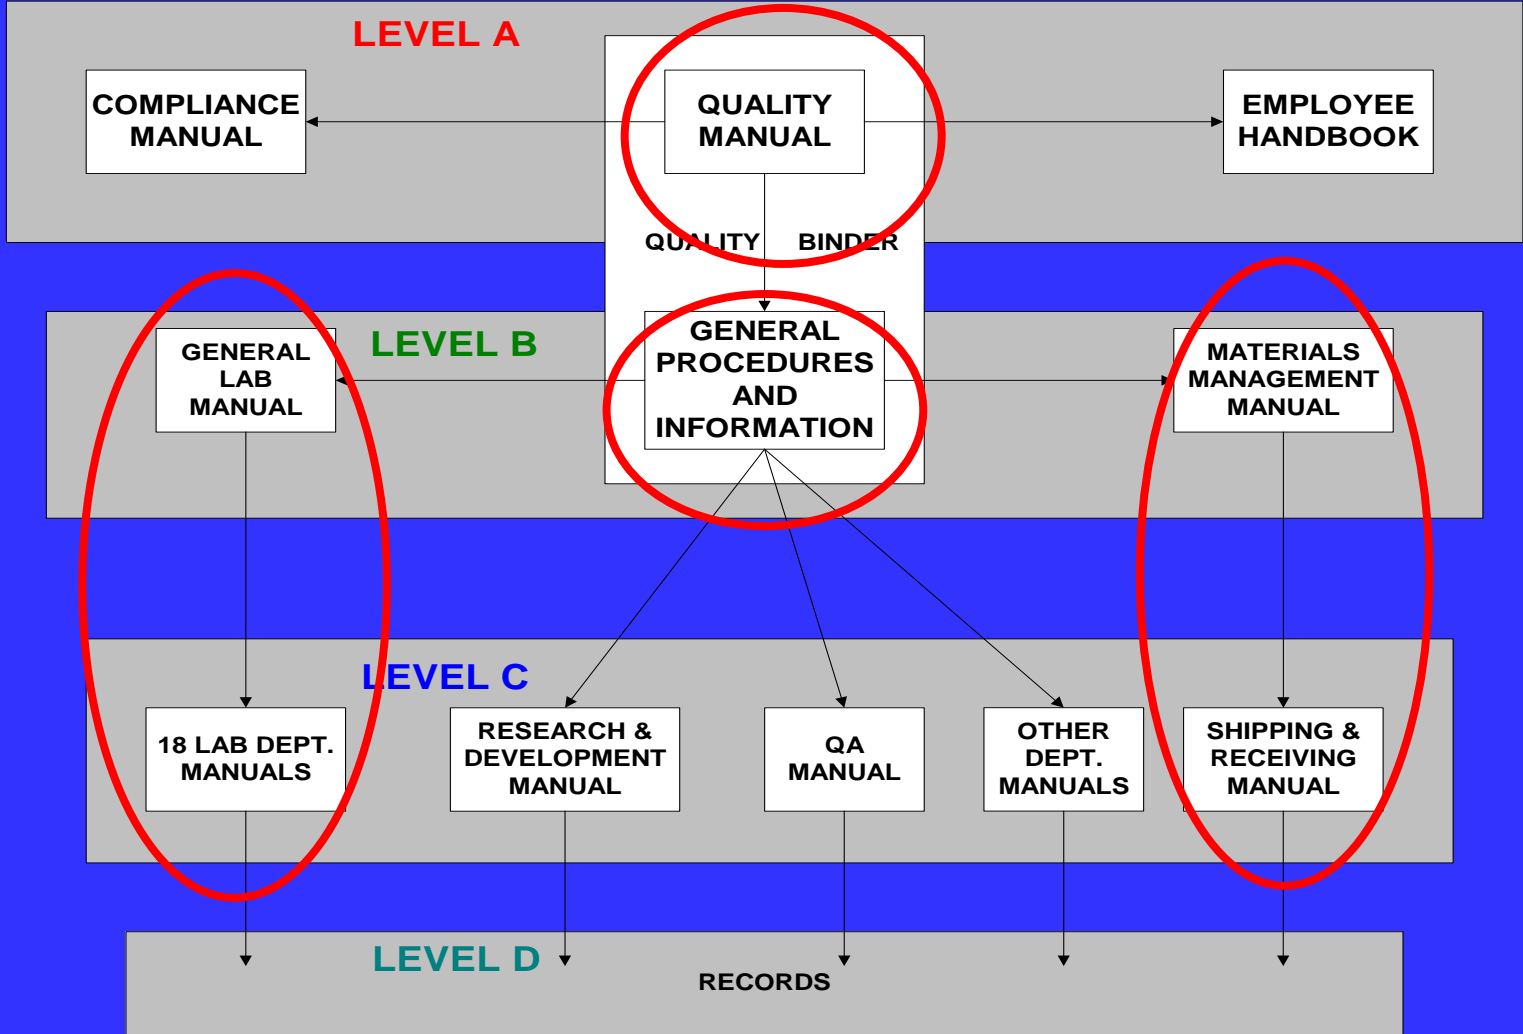 LEVEL A
COMPLIANCE
MANUAL
QUALITY
MANUAL
EMPLOYEE
HANDBOOK
QUALITY BINDER
LEVEL B
GENERAL
LAB
MANUAL
GENERAL
PROCEDURES
AND
INFORMATION
MATERIALS
MANAGEMENT
MANUAL
LEVEL C
18 LAB DEPT.
MANUALS
RESEARCH &
DEVELOPMENT
MANUAL
QA
MANUAL
OTHER
DEPT.
MANUALS
SHIPPING &
RECEIVING
MANUAL
LEVEL D
RECORDS